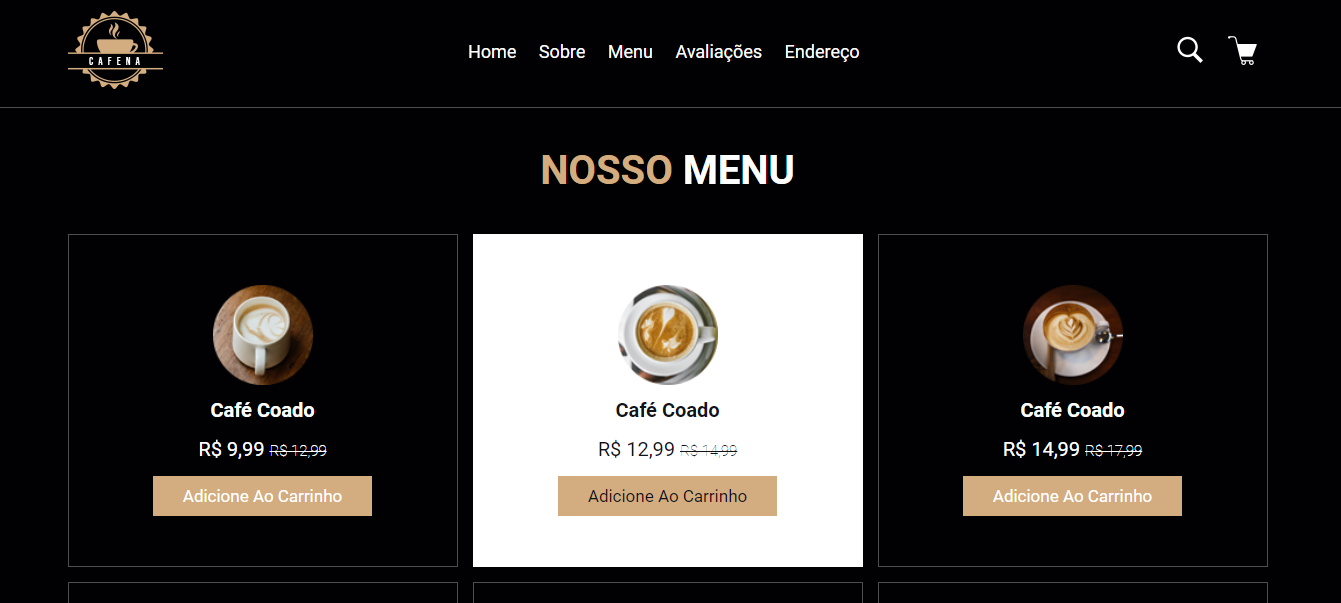 CAFENA
Home Sobre Menu Avaliações Endereço
NOSSO MENU
Café Coado
R$ 9,99 R$ 12,99
Adicione Ao Carrinho
Café Coado
R$ 12,99 R$ 14,99
Adicione Ao Carrinho
Café Coado
R$ 14,99 R$ 17,99
Adicione Ao Carrinho